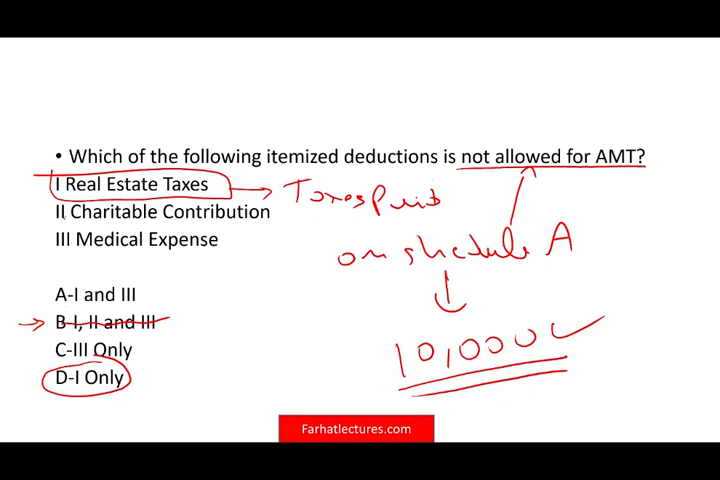 • Which of the following itemized deductions is not allowed for AMT?
I Real Estate Taxes
Taxes Paid
II Charitable Contribution
III Medical Expense
on shedule A
A-I and III
B-I, II and III
10,000
C-III Only
D-I Only
Farhatlectures.com